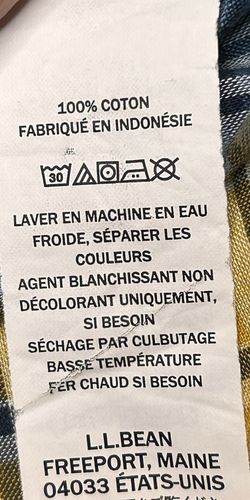 100% COTON
FABRIQUÉ EN INDONÉSIE
30
LAVER EN MACHINE EN EAU
FROIDE, SÉPARER LES
COULEURS
AGENT BLANCHISSANT NON
DÉCOLORANT UNIQUEMENT,
SI BESOIN
SÉCHAGE PAR CULBUTAGE
BASSE TEMPÉRATURE
FER CHAUD SI BESOIN
L.L.BEAN
FREEPORT, MAINE
04033 ÉTATS-UNIS